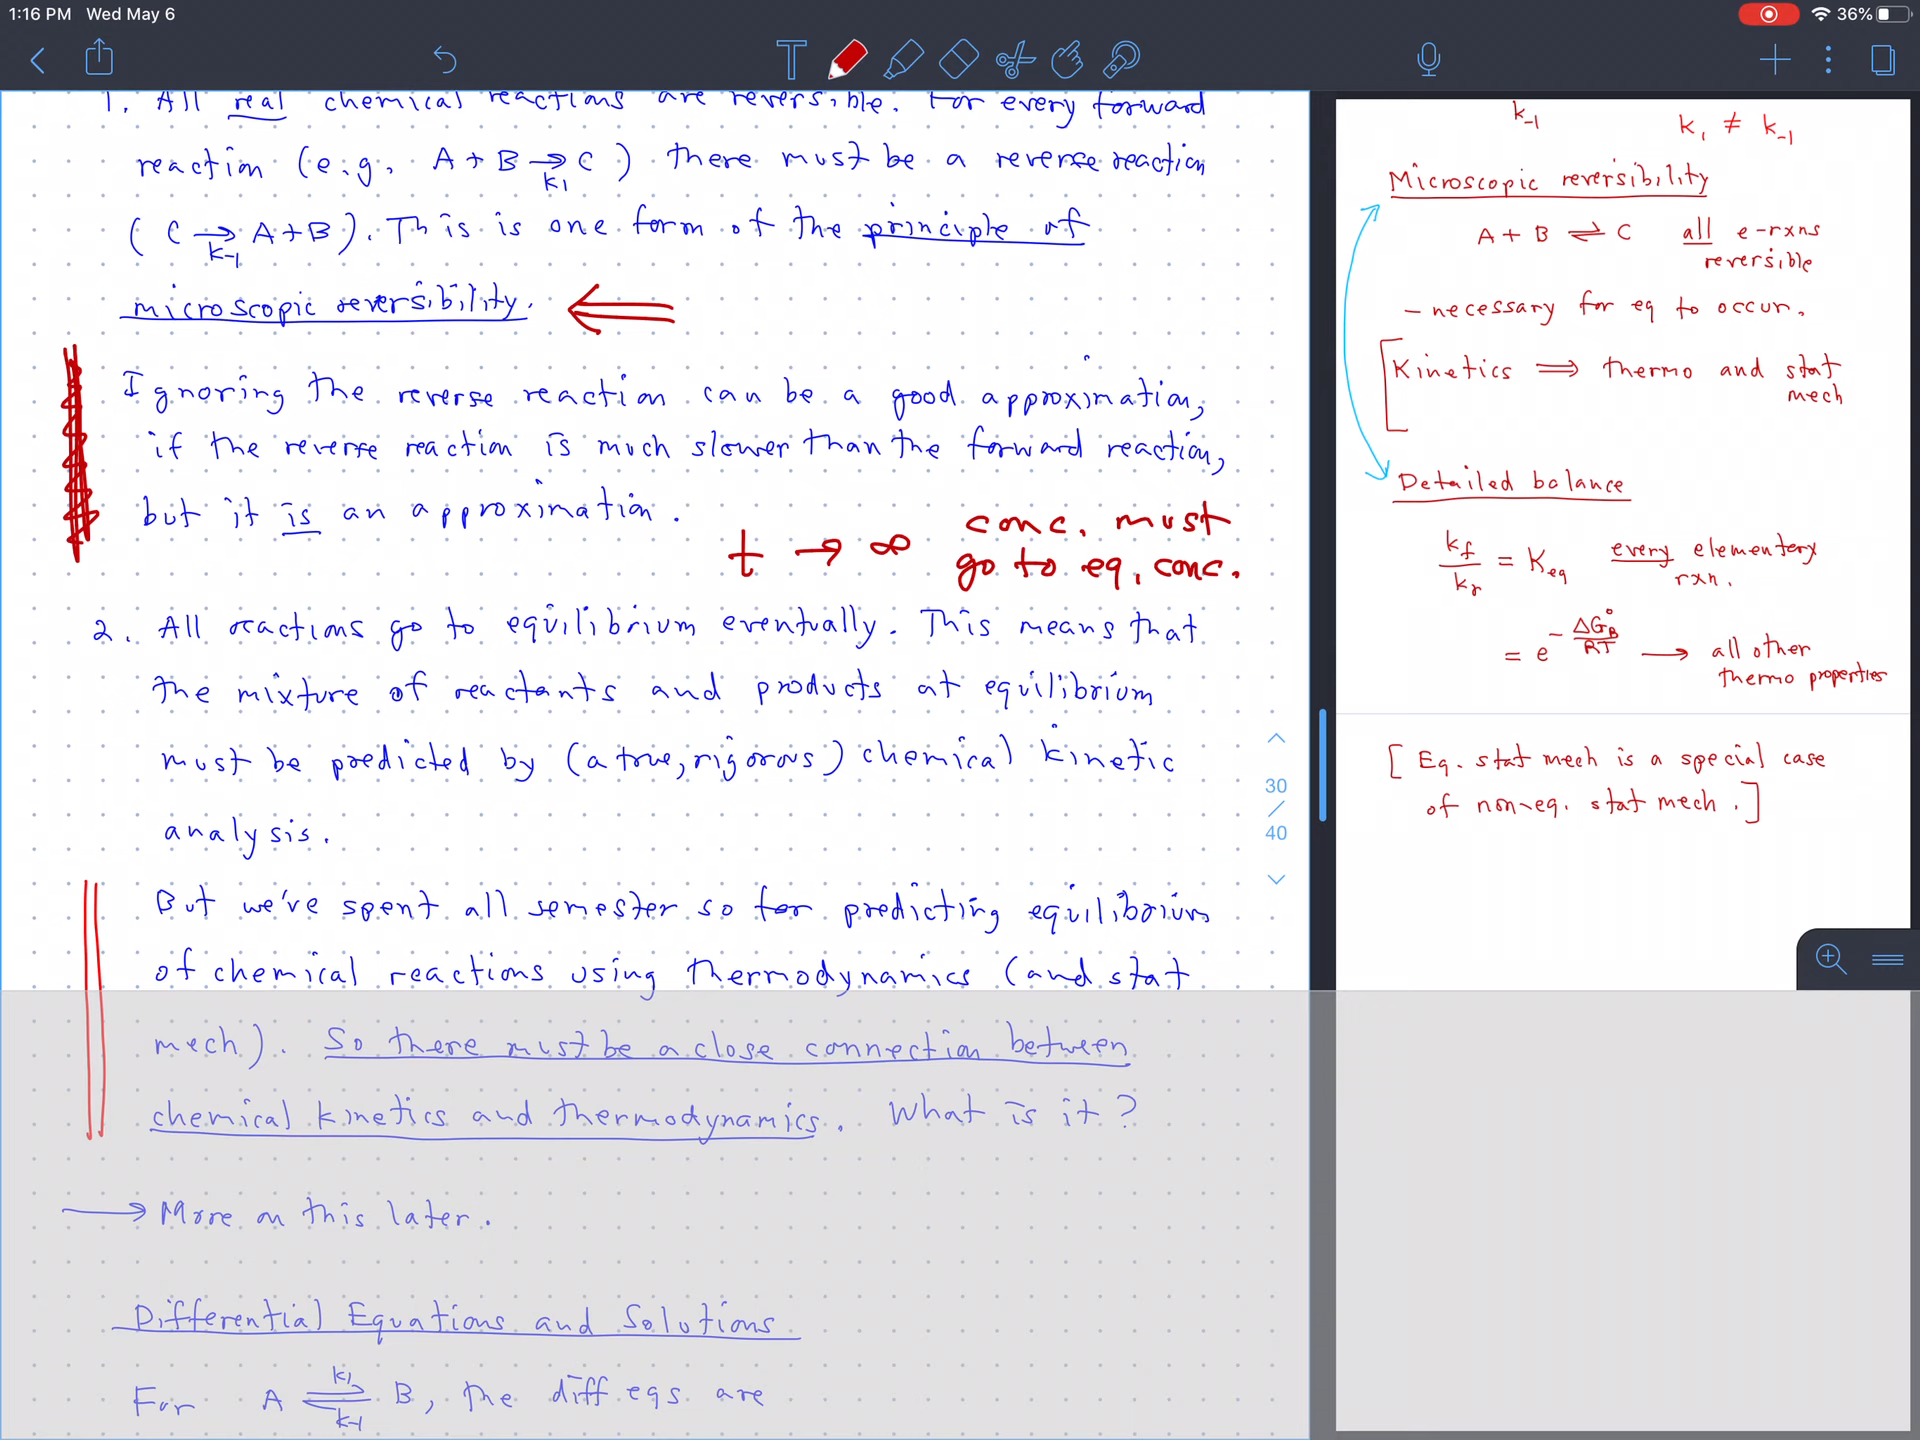 1:16 PM Wed May 6
36%
1. All real chemical reactions are reversible. For every forward
reaction (e.g. A + B → C) there must be a reverse reaction
k1
(C → A+B). This is one form of the principle of
k-1
microscopic reversibility.
Ignoring the reverse reaction can be a good approximation,
if the reverse reaction is much slower than the forward reaction,
but it is an approximation.
t → ∞ conc. must
go to eq. conc.
2. All reactions go to equilibrium eventually. This means that
the mixture of reactants and products at equilibrium
must be predicted by (a true, rigorous) chemical kinetic
analysis.
But we've spent all semester so far predicting equilibrium
of chemical reactions using thermodynamics (and stat
mech). So there must be a close connection between
chemical kinetics and thermodynamics. What is it?
→ More on this later.
Differential Equations and Solutions
k1
For A ⇌ B, the diff eqs are
k-1
30
/
40
k-1
k1 ≠ k-1
Microscopic reversibility
A + B ⇌ C all e-rxns
reversible
- necessary for eq to occur.
[Kinetics ⟹ thermo and stat
mech
Detailed balance
kf/kr = Keq every elementery
rxn.
= e^(-ΔG°R/RT) → all other
thermo properties
[Eq. stat mech is a special case
of non-eq. stat mech.]